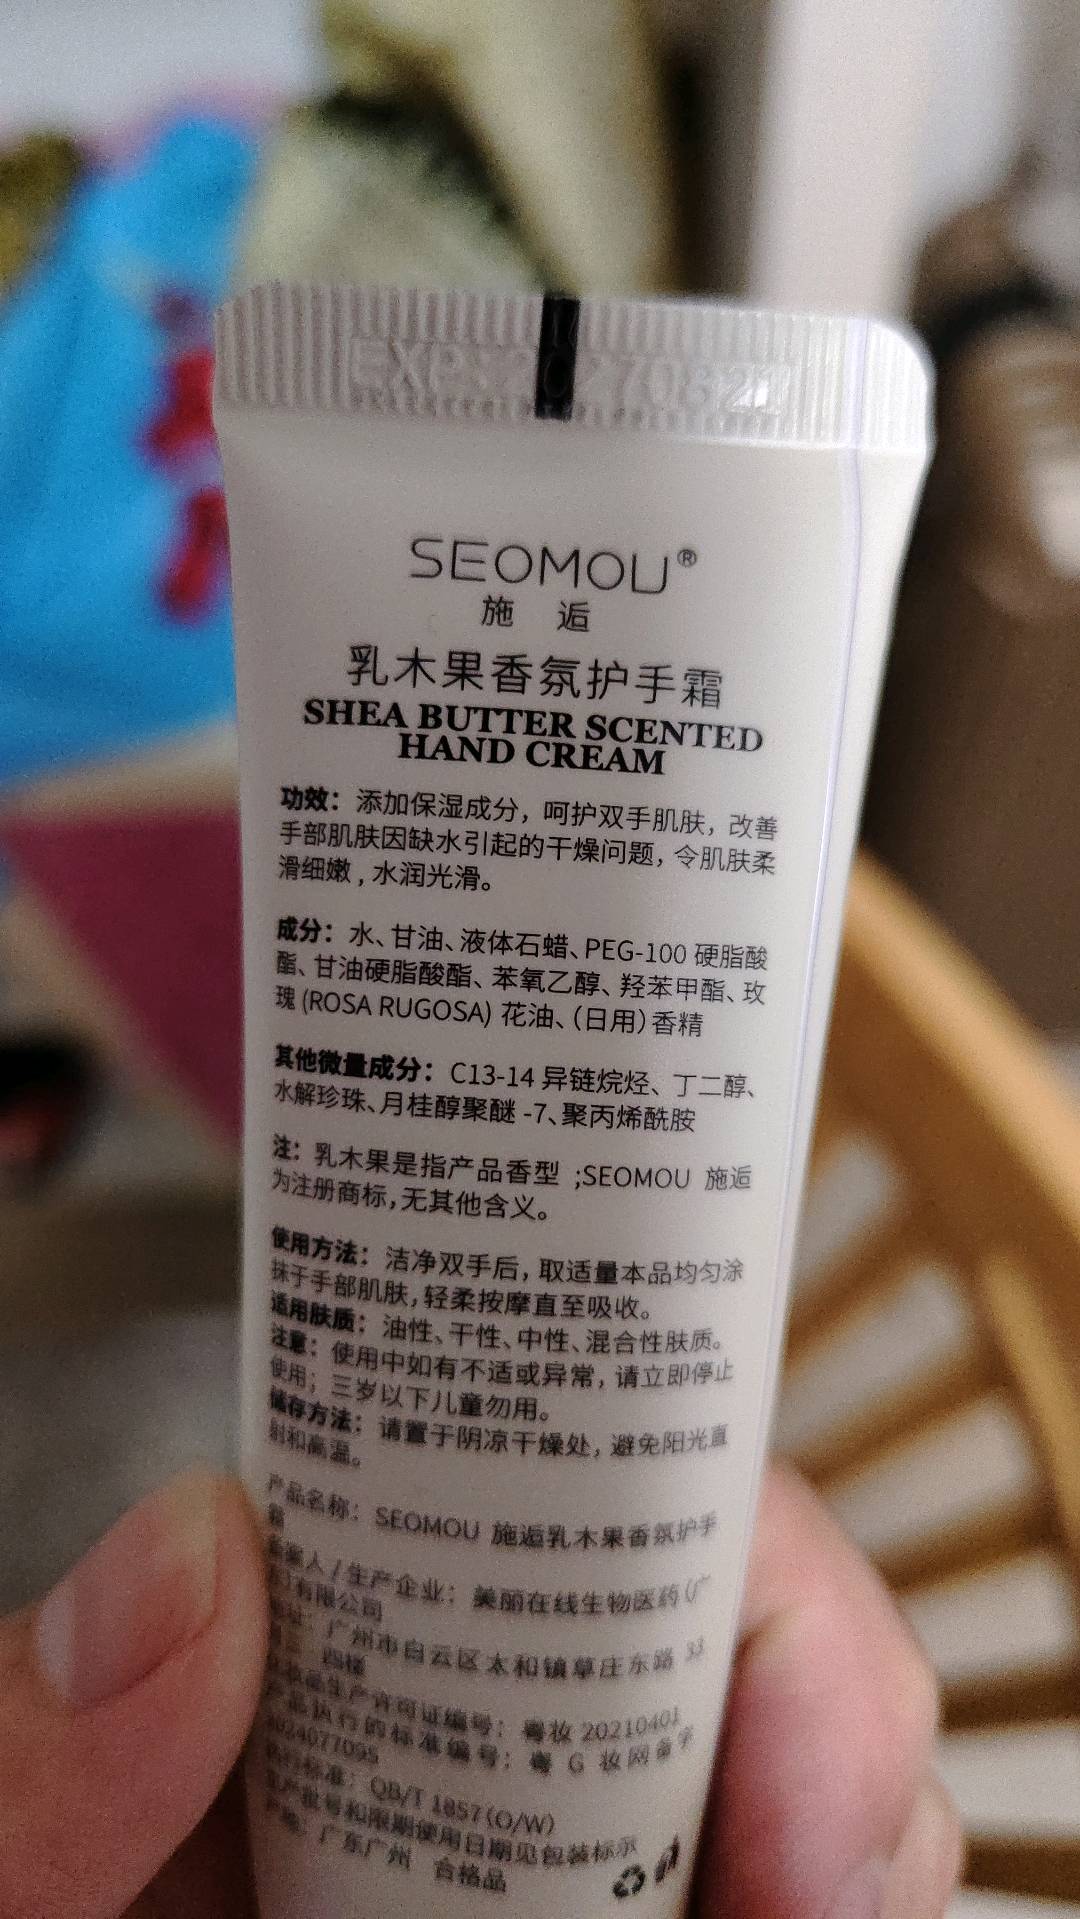 EXP:20270821
SEOMOU®
施 逅
乳木果香氛护手霜
SHEA BUTTER SCENTED
HAND CREAM
功效：添加保湿成分，呵护双手肌肤，改善
手部肌肤因缺水引起的干燥问题，令肌肤柔
滑细嫩，水润光滑。
成分：水、甘油、液体石蜡、PEG-100 硬脂酸
酯、甘油硬脂酸酯、苯氧乙醇、羟苯甲酯、玫
瑰 (ROSA RUGOSA) 花油、（日用）香精
其他微量成分：C13-14 异链烷烃、丁二醇、
水解珍珠、月桂醇聚醚 -7、聚丙烯酰胺
注：乳木果是指产品香型 ;SEOMOU 施逅
为注册商标，无其他含义。
使用方法：洁净双手后，取适量本品均匀涂
抹于手部肌肤，轻柔按摩直至吸收。
适用肤质：油性、干性、中性、混合性肤质。
注意：使用中如有不适或异常，请立即停止
使用；三岁以下儿童勿用。
储存方法：请置于阴凉干燥处，避免阳光直
射和高温。
产品名称：SEOMOU 施逅乳木果香氛护手
霜
备案人 / 生产企业：美丽在线生物医药（广
有限公司
地址：广州市白云区太和镇草庄东路 33
四楼
化妆品生产许可证编号：粤妆 20210401
产品执行的标准编号：粤 G 妆网备字
2024077095
执行标准：QB/T 1857（O/W）
生产批号和限期使用日期见包装标示
产地：广东广州 合格品